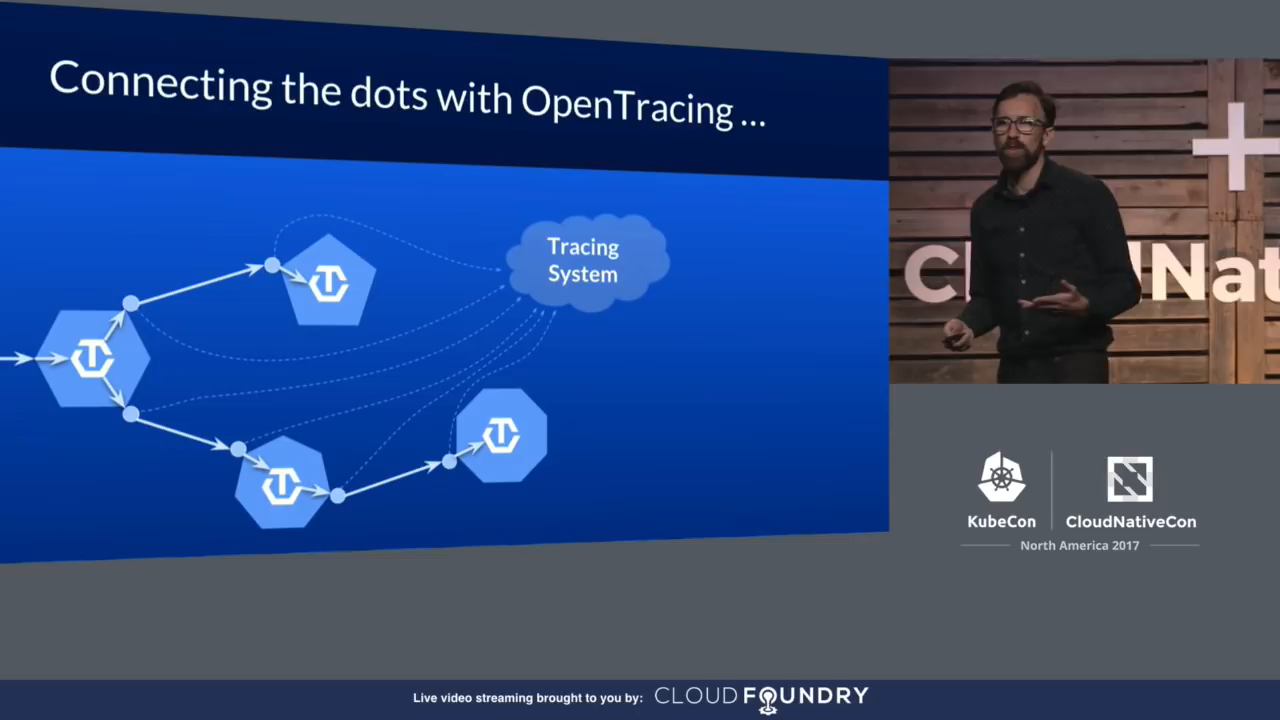 Connecting the dots with OpenTracing ...
Tracing
System
KubeCon
CloudNativeCon
North America 2017
Live video streaming brought to you by:
CLOUD FOUNDRY